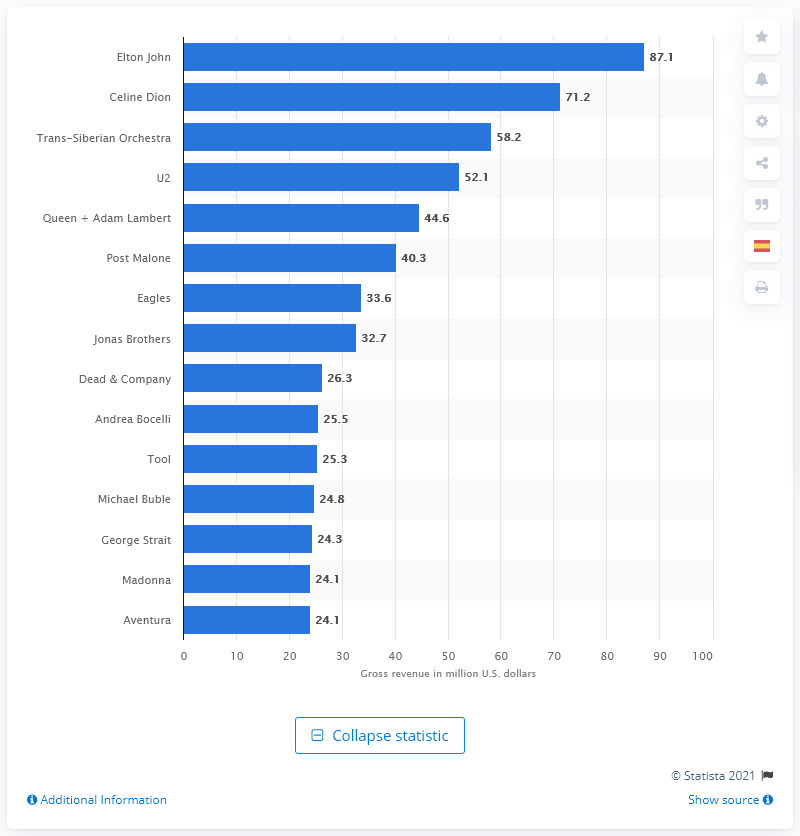 Elton John 87.1
Celine Dion 71.2
Trans-Siberian Orchestra 58.2
U2 52.1
Queen + Adam Lambert 44.6
Post Malone 40.3
Eagles 33.6
Jonas Brothers 32.7
Dead & Company 26.3
Andrea Bocelli 25.5
Tool 25.3
Michael Buble 24.8
George Strait 24.3
Madonna 24.1
Aventura 24.1
0 10 20 30 40 50 60 70 80 90 100
Gross revenue in million U.S. dollars
Collapse statistic
© Statista 2021
Additional Information
Show source